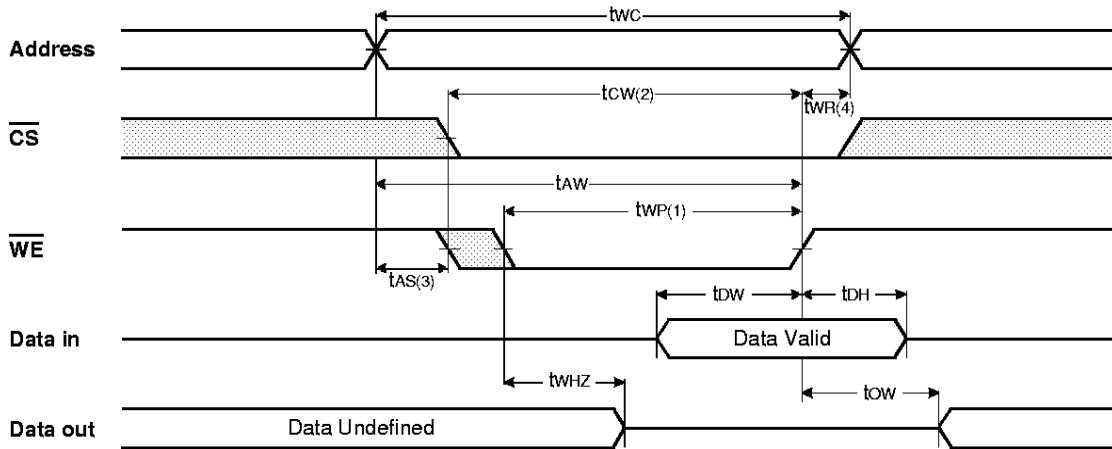 tWC
Address
tCW(2)
tWR(4)
CS
tAW
tWP(1)
WE
tAS(3)
tDW
tDH
Data in
Data Valid
tWHZ
tOW
Data out
Data Undefined